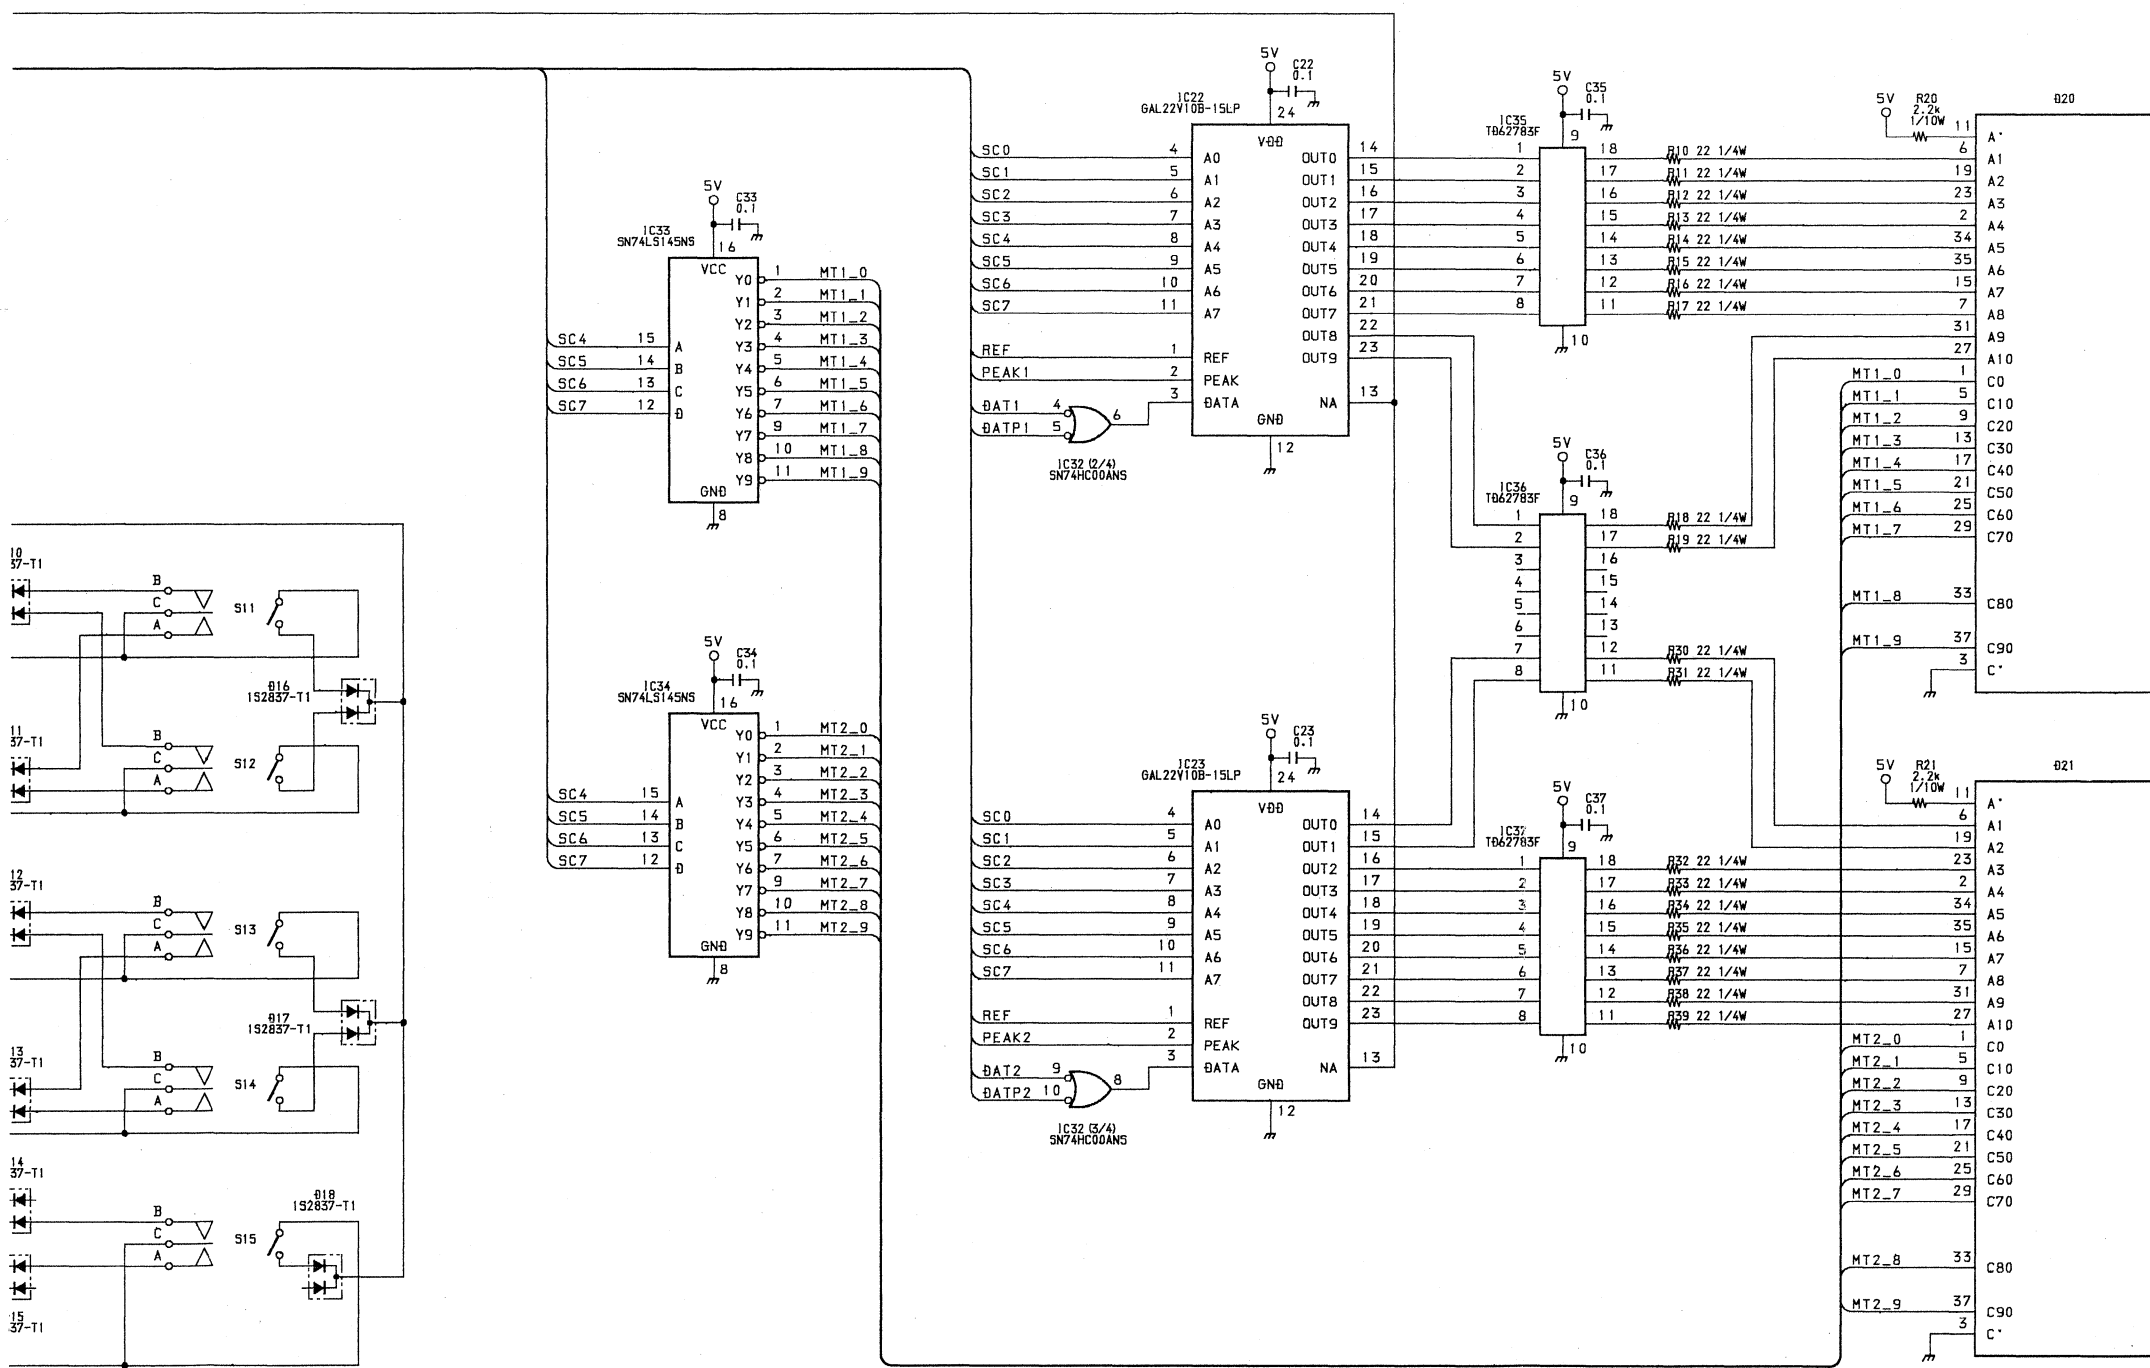 5V
C22
0.1
IC22
GAL22V10B-15LP
24
VDD
SC0 4 A0 OUT0 14
SC1 5 A1 OUT1 15
SC2 6 A2 OUT2 16
SC3 7 A3 OUT3 17
SC4 8 A4 OUT4 18
SC5 9 A5 OUT5 19
SC6 10 A6 OUT6 20
SC7 11 A7 OUT7 21
OUT8 22
REF 1 REF OUT9 23
PEAK1 2 PEAK
DAT1 4 6 3 DATA NA 13
DATP1 5
GND
12
IC32 (2/4)
SN74HC00ANS
5V
C33
0.1
IC33
SN74LS145NS
16
VCC
Y0 1 MT1_0
Y1 2 MT1_1
Y2 3 MT1_2
SC4 15 A Y3 4 MT1_3
SC5 14 B Y4 5 MT1_4
SC6 13 C Y5 6 MT1_5
SC7 12 D Y6 7 MT1_6
Y7 9 MT1_7
Y8 10 MT1_8
Y9 11 MT1_9
GND
8
5V
C34
0.1
IC34
SN74LS145NS
16
VCC
Y0 1 MT2_0
Y1 2 MT2_1
Y2 3 MT2_2
SC4 15 A Y3 4 MT2_3
SC5 14 B Y4 5 MT2_4
SC6 13 C Y5 6 MT2_5
SC7 12 D Y6 7 MT2_6
Y7 9 MT2_7
Y8 10 MT2_8
Y9 11 MT2_9
GND
8
5V
C35
0.1
IC35
TD62783F
9
1 18 R10 22 1/4W
2 17 R11 22 1/4W
3 16 R12 22 1/4W
4 15 R13 22 1/4W
5 14 R14 22 1/4W
6 13 R15 22 1/4W
7 12 R16 22 1/4W
8 11 R17 22 1/4W
10
5V
C36
0.1
IC36
TD62783F
9
1 18 R18 22 1/4W
2 17 R19 22 1/4W
3 16
4 15
5 14
6 13
7 12 R30 22 1/4W
8 11 R31 22 1/4W
10
5V
R20
2.2k
1/10W
D20
11 A'
6 A1
19 A2
23 A3
2 A4
34 A5
35 A6
15 A7
7 A8
31 A9
27 A10
MT1_0 1 C0
MT1_1 5 C10
MT1_2 9 C20
MT1_3 13 C30
MT1_4 17 C40
MT1_5 21 C50
MT1_6 25 C60
MT1_7 29 C70
MT1_8 33 C80
MT1_9 37 C90
3 C'
5V
C23
0.1
IC23
GAL22V10B-15LP
24
VDD
SC0 4 A0 OUT0 14
SC1 5 A1 OUT1 15
SC2 6 A2 OUT2 16
SC3 7 A3 OUT3 17
SC4 8 A4 OUT4 18
SC5 9 A5 OUT5 19
SC6 10 A6 OUT6 20
SC7 11 A7 OUT7 21
OUT8 22
REF 1 REF OUT9 23
PEAK2 2 PEAK
DAT2 9 8 3 DATA NA 13
DATP2 10
GND
12
IC32 (3/4)
SN74HC00ANS
5V
C37
0.1
IC37
TD62783F
9
1 18 R32 22 1/4W
2 17 R33 22 1/4W
3 16 R34 22 1/4W
4 15 R35 22 1/4W
5 14 R36 22 1/4W
6 13 R37 22 1/4W
7 12 R38 22 1/4W
8 11 R39 22 1/4W
10
5V
R21
2.2k
1/10W
D21
11 A'
6 A1
19 A2
23 A3
2 A4
34 A5
35 A6
15 A7
7 A8
31 A9
27 A10
MT2_0 1 C0
MT2_1 5 C10
MT2_2 9 C20
MT2_3 13 C30
MT2_4 17 C40
MT2_5 21 C50
MT2_6 25 C60
MT2_7 29 C70
MT2_8 33 C80
MT2_9 37 C90
3 C'
10
37-T1
B
C
A
S11
D16
1S2837-T1
11
37-T1
B
C
A
S12
12
37-T1
B
C
A
S13
D17
1S2837-T1
13
37-T1
B
C
A
S14
14
37-T1
D18
1S2837-T1
B
C
A
S15
15
37-T1